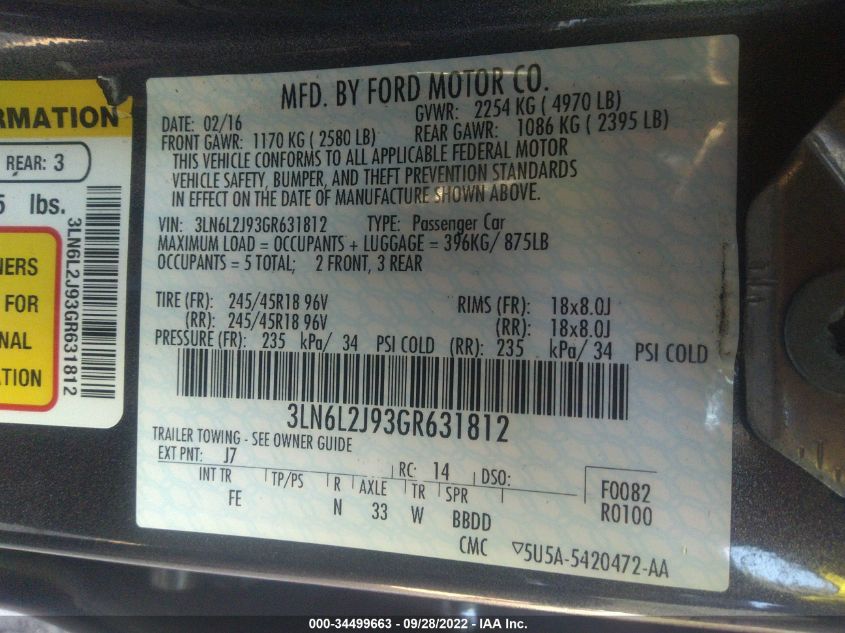 MFD. BY FORD MOTOR CO.
DATE: 02/16 GVWR: 2254 KG ( 4970 LB)
FRONT GAWR: 1170 KG ( 2580 LB) REAR GAWR: 1086 KG ( 2395 LB)
THIS VEHICLE CONFORMS TO ALL APPLICABLE FEDERAL MOTOR
VEHICLE SAFETY, BUMPER, AND THEFT PREVENTION STANDARDS
IN EFFECT ON THE DATE OF MANUFACTURE SHOWN ABOVE.
VIN: 3LN6L2J93GR631812 TYPE: Passenger Car
MAXIMUM LOAD = OCCUPANTS + LUGGAGE = 396KG/ 875LB
OCCUPANTS = 5 TOTAL; 2 FRONT, 3 REAR
TIRE (FR): 245/45R18 96V RIMS (FR): 18x8.0J
(RR): 245/45R18 96V (RR): 18x8.0J
PRESSURE (FR): 235 kPa/ 34 PSI COLD (RR): 235 kPa/ 34 PSI COLD
3LN6L2J93GR631812
TRAILER TOWING - SEE OWNER GUIDE
EXT PNT: J7 RC: 14 DSO:
INT TR TP/PS R AXLE TR SPR
FE N 33 W BBDD
F0082
R0100
CMC ▽5U5A-5420472-AA
ORMATION
REAR: 3
5 lbs.
3LN6L2J93GR631812
NERS
FOR
NAL
ATION
000-34499663 - 09/28/2022 - IAA Inc.